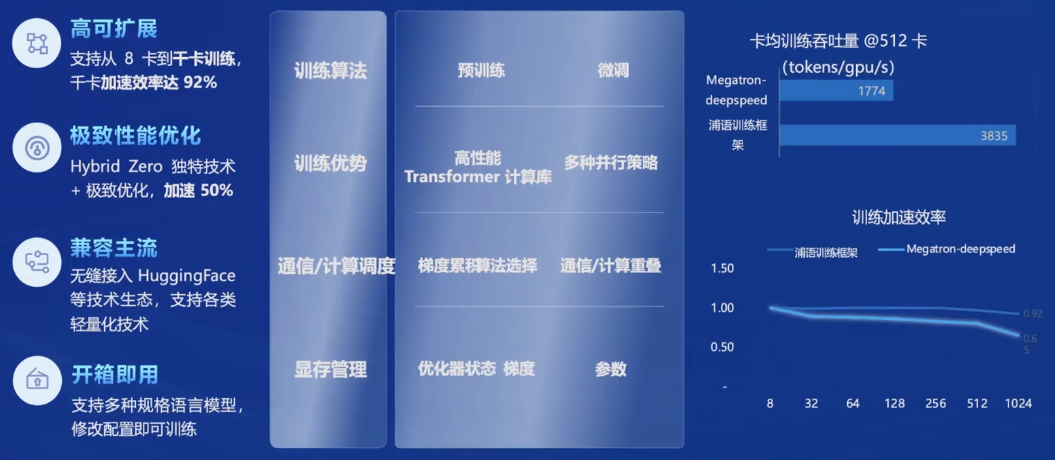 高可扩展
支持从 8 卡到千卡训练，
千卡加速效率达 92%
极致性能优化
Hybrid Zero 独特技术
+ 极致优化，加速 50%
兼容主流
无缝接入 HuggingFace
等技术生态，支持各类
轻量化技术
开箱即用
支持多种规格语言模型，
修改配置即可训练
训练算法
预训练
微调
训练优势
高性能
Transformer 计算库
多种并行策略
通信/计算调度
梯度累积算法选择
通信/计算重叠
显存管理
优化器状态 梯度
参数
卡均训练吞吐量 @512 卡
(tokens/gpu/s)
Megatron-
deepspeed
1774
浦语训练框
架
3835
训练加速效率
浦语训练框架
Megatron-deepspeed
1.50
1.00
0.50
-
0.92
0.6
5
8 32 64 128 256 512 1024